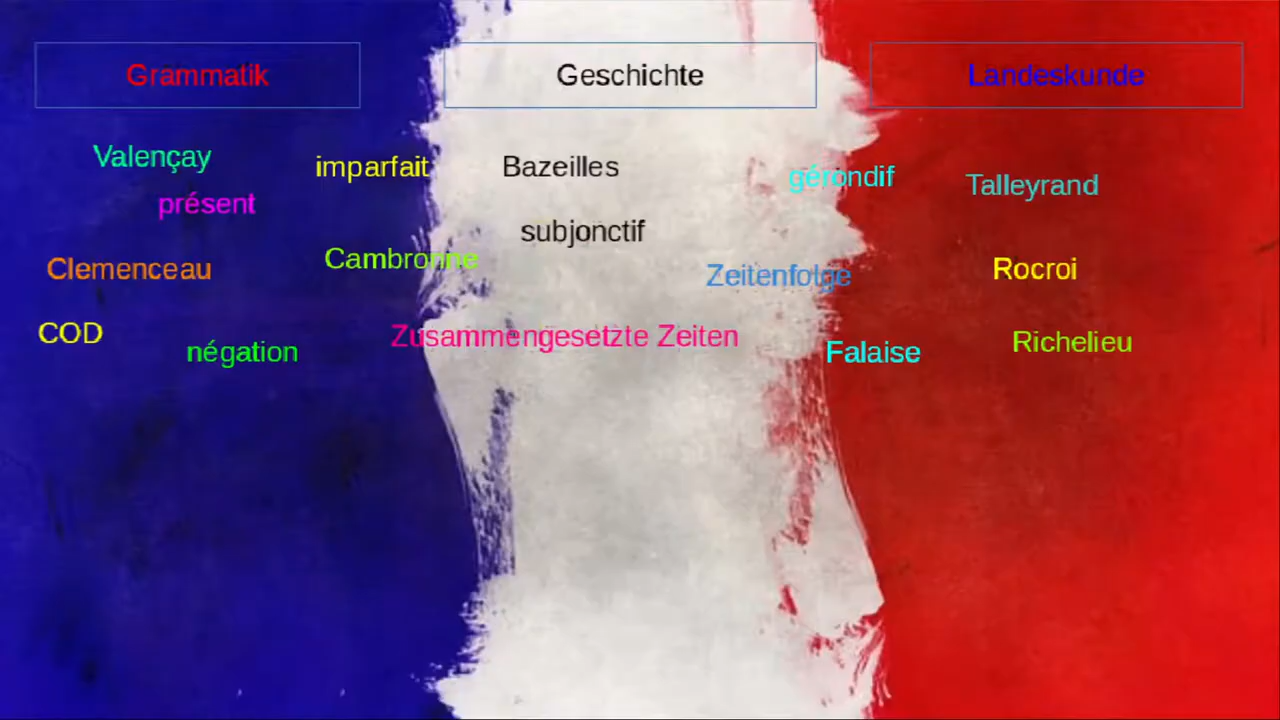 Grammatik
Geschichte
Landeskunde
Valençay
imparfait
Bazeilles
gérondif
Talleyrand
présent
subjonctif
Clemenceau
Cambronne
Zeitenfolge
Rocroi
COD
négation
Zusammengesetzte Zeiten
Falaise
Richelieu